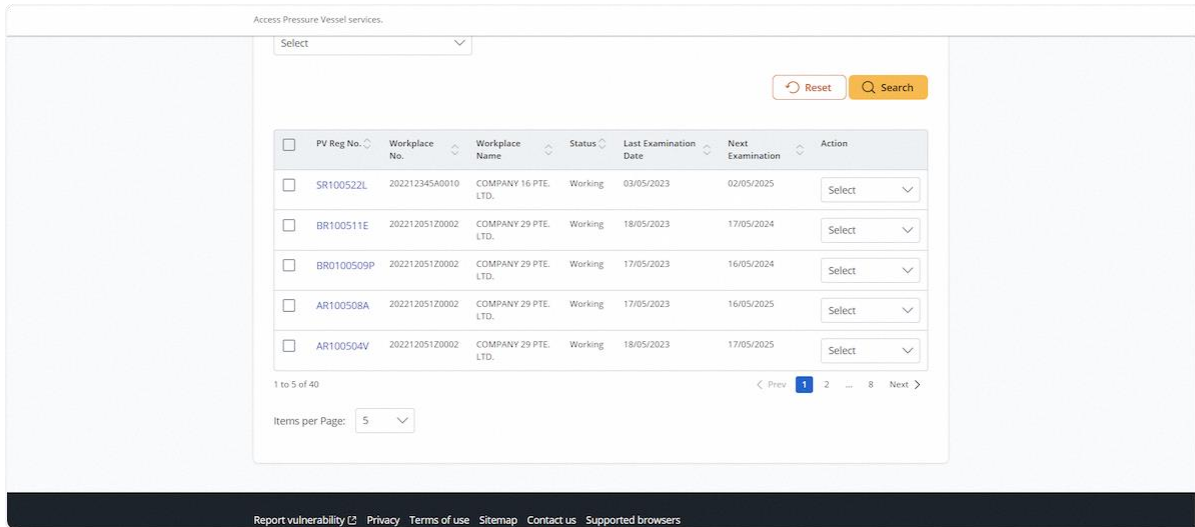 Access Pressure Vessel services.
Select
Reset Search
PV Reg No. Workplace No. Workplace Name Status Last Examination Date Next Examination Action
SR100522L 202212345A0010 COMPANY 16 PTE. LTD. Working 03/05/2023 02/05/2025 Select
BR100511E 202212051Z0002 COMPANY 29 PTE. LTD. Working 18/05/2023 17/05/2024 Select
BR0100509P 202212051Z0002 COMPANY 29 PTE. LTD. Working 17/05/2023 16/05/2024 Select
AR100508A 202212051Z0002 COMPANY 29 PTE. LTD. Working 17/05/2023 16/05/2025 Select
AR100504V 202212051Z0002 COMPANY 29 PTE. LTD. Working 18/05/2023 17/05/2025 Select
1 to 5 of 40 Prev 1 2 ... 8 Next
Items per Page: 5
Report vulnerability Privacy Terms of use Sitemap Contact us Supported browsers